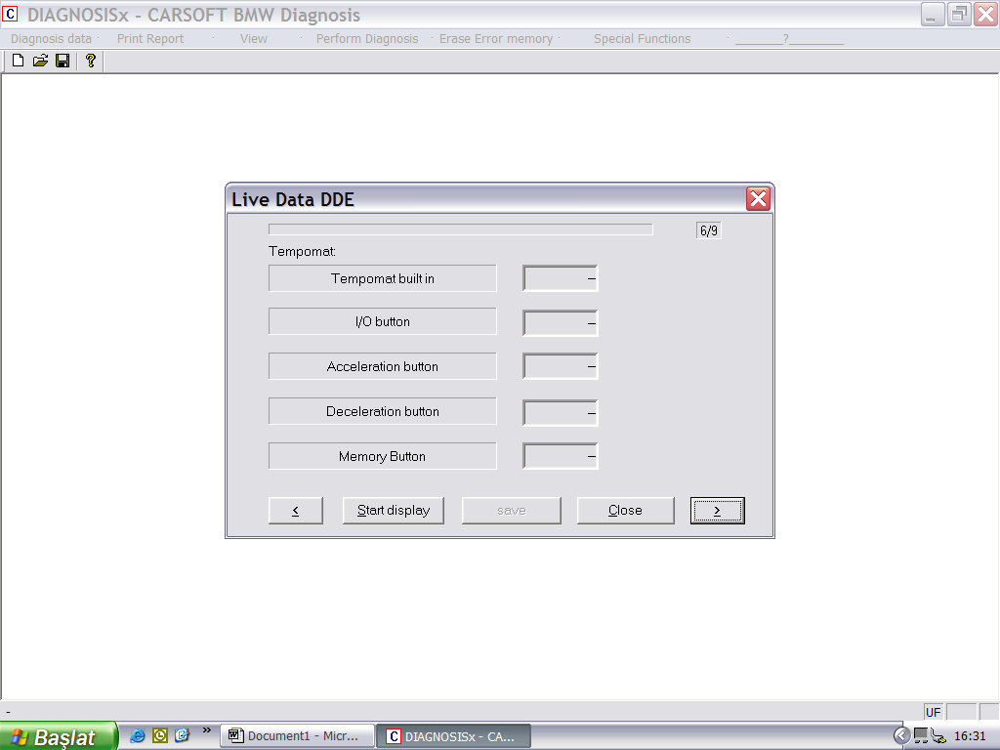 C DIAGNOSISx - CARSOFT BMW Diagnosis
Diagnosis data Print Report View Perform Diagnosis Erase Error memory Special Functions ______?________
?
Live Data DDE
6/9
Tempomat:
Tempomat built in –
I/O button –
Acceleration button –
Deceleration button –
Memory Button –
< Start display save Close >
- UF
Başlat » Document1 - Micr... C DIAGNOSISx - CA... 16:31